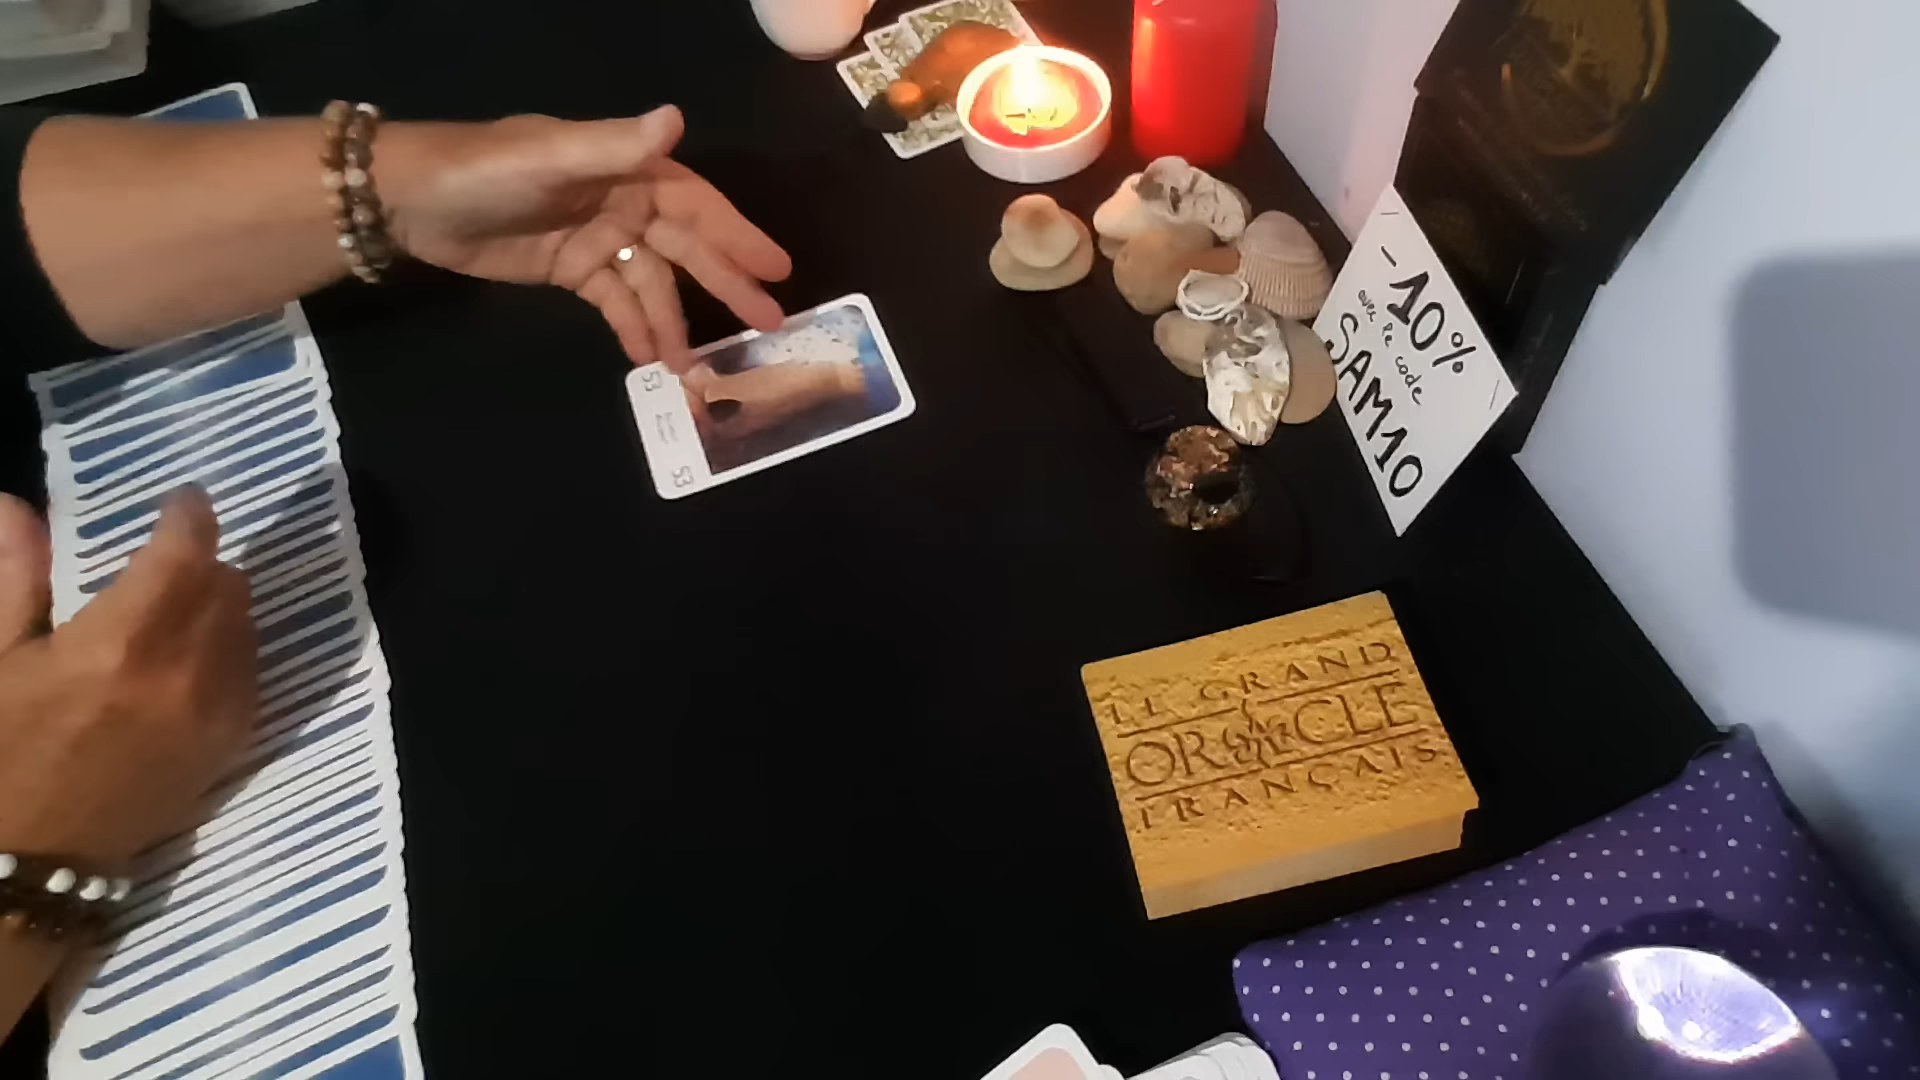 - 10%
avec le code
SAM10
53
53
LE GRAND
ORACLE
FRANÇAIS